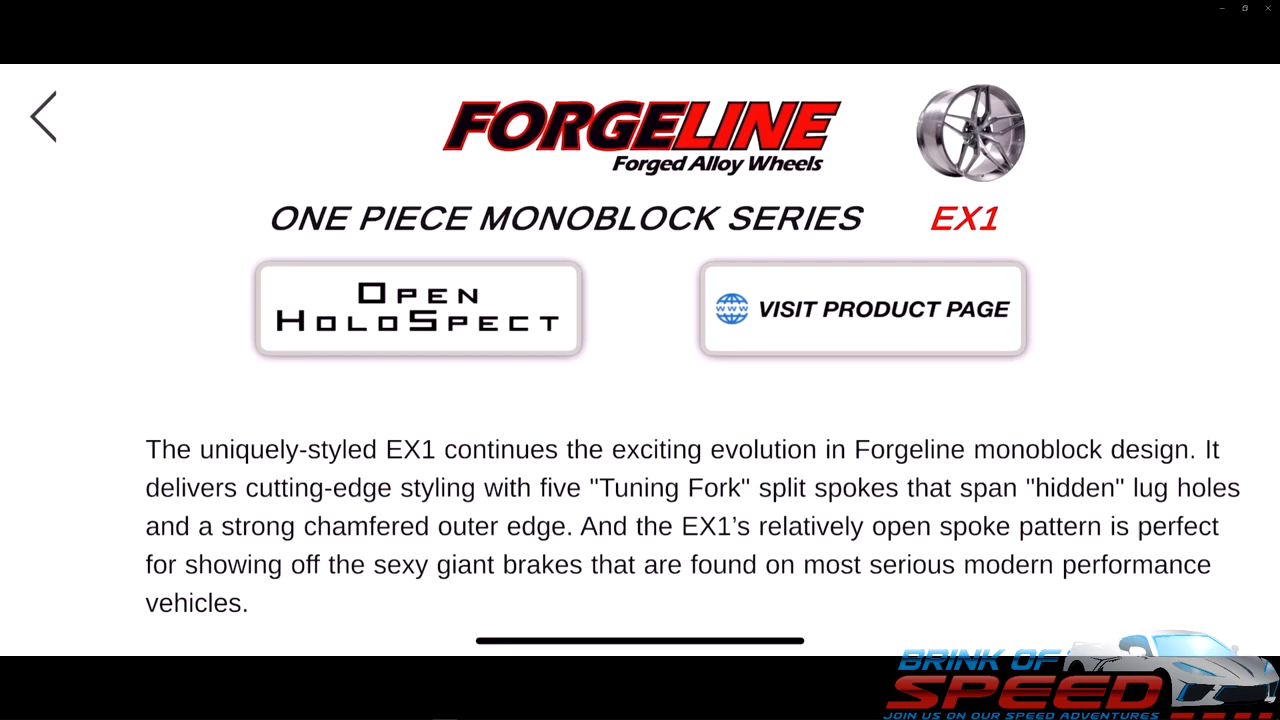 FORGELINE
Forged Alloy Wheels
ONE PIECE MONOBLOCK SERIES EX1
OPEN
HOLOSPECT
WWW VISIT PRODUCT PAGE
The uniquely-styled EX1 continues the exciting evolution in Forgeline monoblock design. It
delivers cutting-edge styling with five "Tuning Fork" split spokes that span "hidden" lug holes
and a strong chamfered outer edge. And the EX1’s relatively open spoke pattern is perfect
for showing off the sexy giant brakes that are found on most serious modern performance
vehicles.
BRINK OF
SPEED
JOIN US ON OUR SPEED ADVENTURES